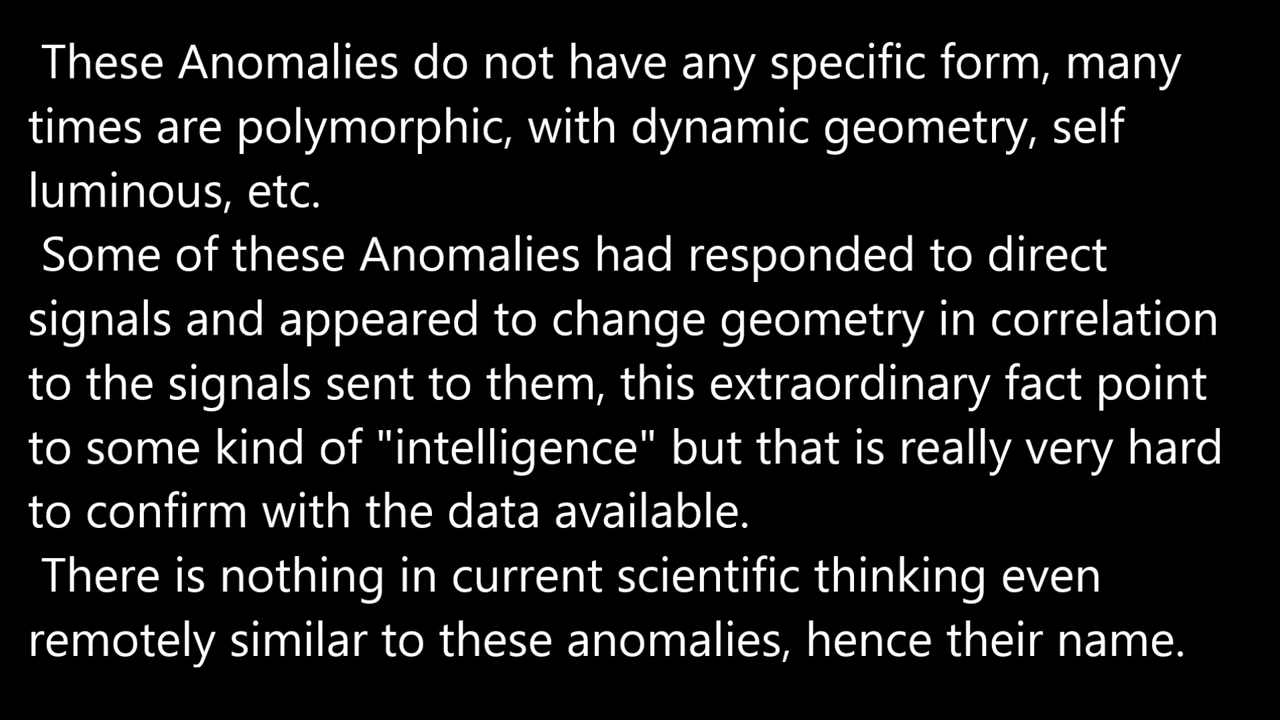 These Anomalies do not have any specific form, many
times are polymorphic, with dynamic geometry, self
luminous, etc.
Some of these Anomalies had responded to direct
signals and appeared to change geometry in correlation
to the signals sent to them, this extraordinary fact point
to some kind of "intelligence" but that is really very hard
to confirm with the data available.
There is nothing in current scientific thinking even
remotely similar to these anomalies, hence their name.